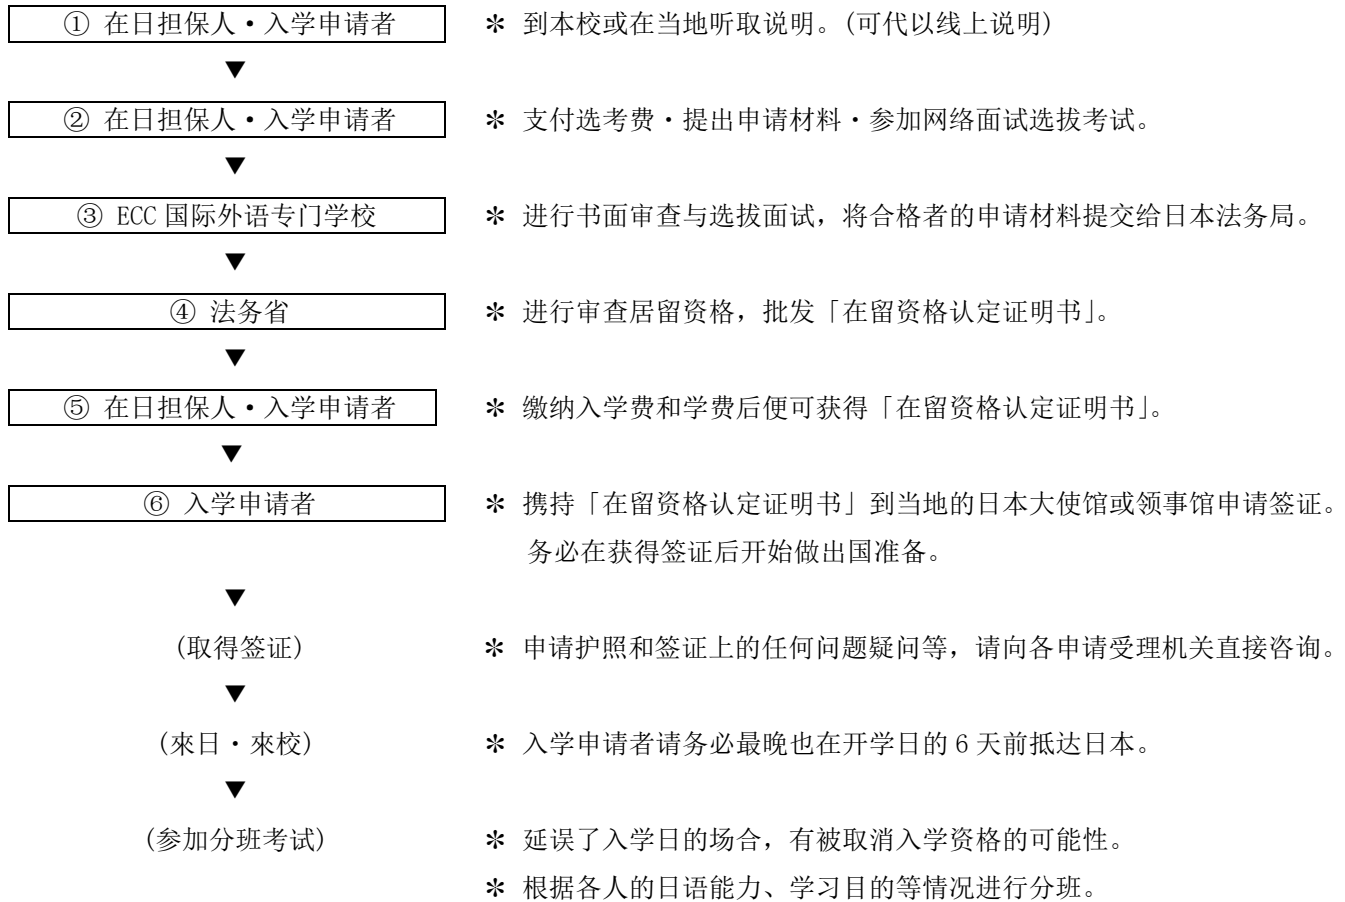 ① 在日担保人・入学申请者 ＊ 到本校或在当地听取说明。(可代以线上说明)
▼
② 在日担保人・入学申请者 ＊ 支付选考费・提出申请材料・参加网络面试选拔考试。
▼
③ ECC 国际外语专门学校 ＊ 进行书面审查与选拔面试，将合格者的申请材料提交给日本法务局。
▼
④ 法务省 ＊ 进行审查居留资格，批发「在留资格认定证明书」。
▼
⑤ 在日担保人・入学申请者 ＊ 缴纳入学费和学费后便可获得「在留资格认定证明书」。
▼
⑥ 入学申请者 ＊ 携持「在留资格认定证明书」到当地的日本大使馆或领事馆申请签证。
务必在获得签证后开始做出国准备。
▼
(取得签证) ＊ 申请护照和签证上的任何问题疑问等，请向各申请受理机关直接咨询。
▼
(來日・來校) ＊ 入学申请者请务必最晚也在开学日的 6 天前抵达日本。
▼
(参加分班考试) ＊ 延误了入学日的场合，有被取消入学资格的可能性。
＊ 根据各人的日语能力、学习目的等情况进行分班。